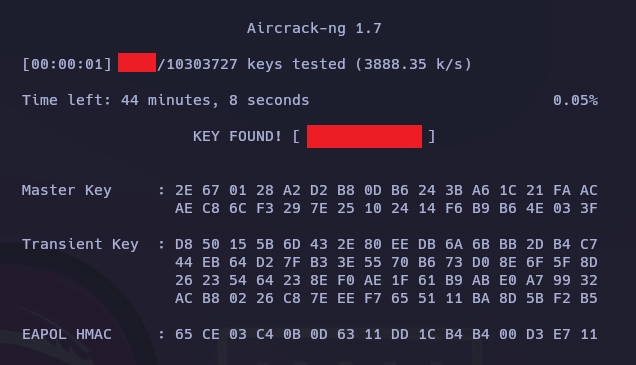 Aircrack-ng 1.7
[00:00:01] /10303727 keys tested (3888.35 k/s)
Time left: 44 minutes, 8 seconds 0.05%
KEY FOUND! [ ]
Master Key : 2E 67 01 28 A2 D2 B8 0D B6 24 3B A6 1C 21 FA AC
AE C8 6C F3 29 7E 25 10 24 14 F6 B9 B6 4E 03 3F
Transient Key : D8 50 15 5B 6D 43 2E 80 EE DB 6A 6B BB 2D B4 C7
44 EB 64 D2 7F B3 3E 55 70 B6 73 D0 8E 6F 5F 8D
26 23 54 64 23 8E F0 AE 1F 61 B9 AB E0 A7 99 32
AC B8 02 26 C8 7E EE F7 65 51 11 BA 8D 5B F2 B5
EAPOL HMAC : 65 CE 03 C4 0B 0D 63 11 DD 1C B4 B4 00 D3 E7 11